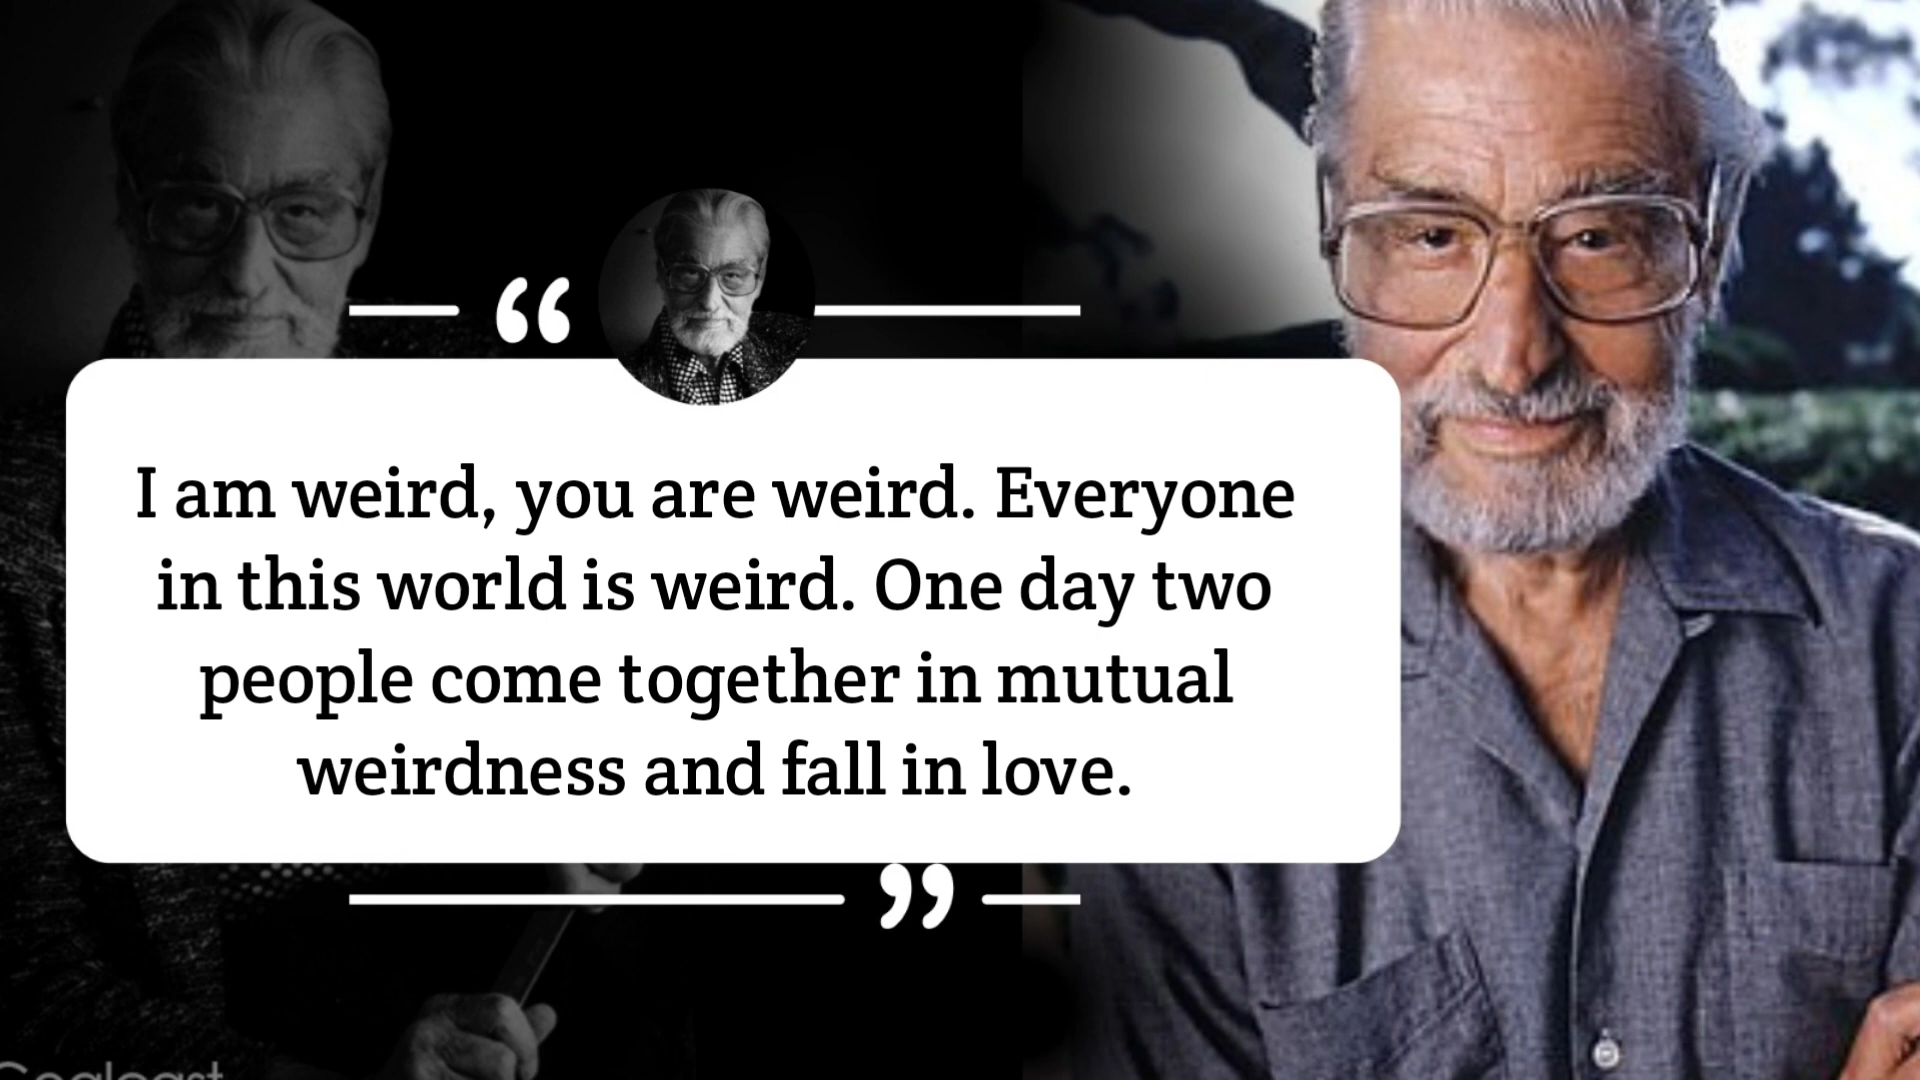 “
I am weird, you are weird. Everyone
in this world is weird. One day two
people come together in mutual
weirdness and fall in love.
”